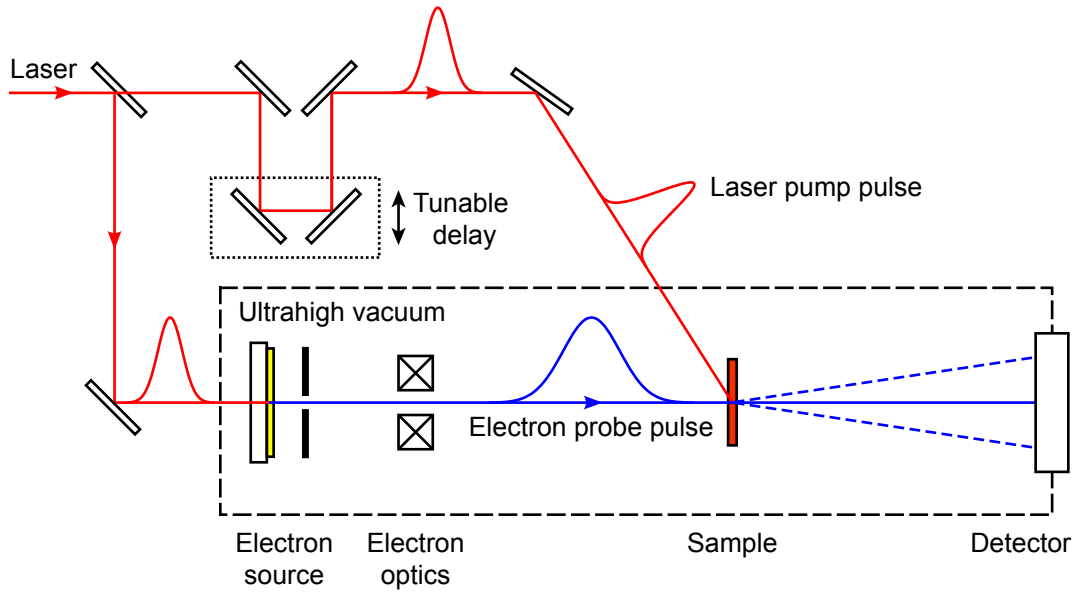 Laser
Laser pump pulse
Tunable
delay
Ultrahigh vacuum
Electron probe pulse
Electron
source
Electron
optics
Sample
Detector